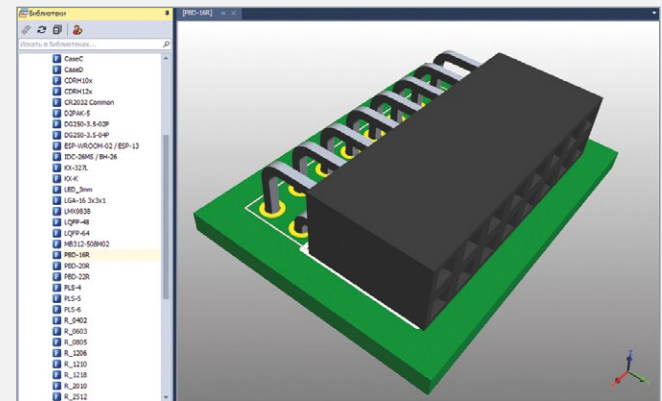 Библиотеки
[PBD-16R]
Искать в библиотеках...
CaseC
CaseD
CDRH10x
CDRH12x
CR2032 Common
D2PAK-5
DG250-3.5-02P
DG250-3.5-04P
ESP-WROOM-02 / ESP-13
IDC-26MS / BH-26
KX-327L
KX-K
LED_3mm
LGA-16 3x3x1
LMX9838
LQFP-48
LQFP-64
MB312-508M02
PBD-16R
PBD-20R
PBD-22R
PLS-4
PLS-5
PLS-6
R_0402
R_0603
R_0805
R_1206
R_1210
R_1218
R_2010
R_2512